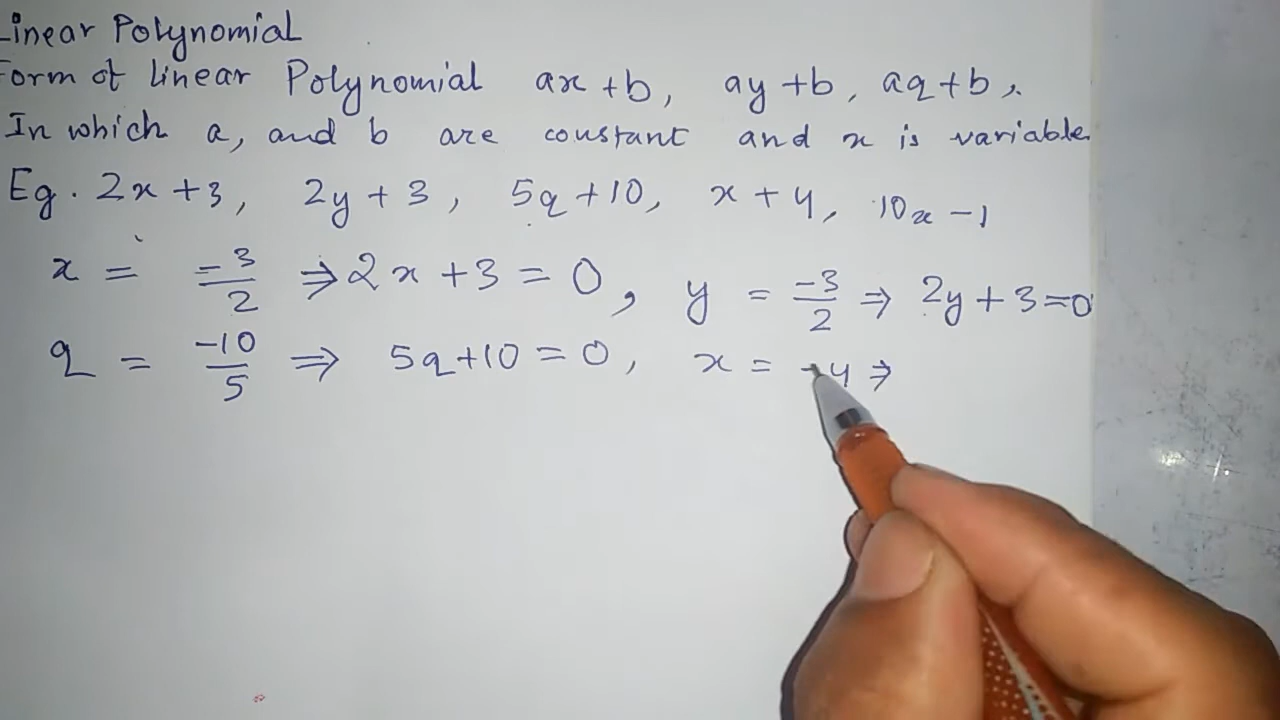 Linear Polynomial
Form of linear Polynomial ax+b, ay+b, aq+b,
In which a, and b are constant and x is variable.
Eg. 2x+3, 2y+3, 5q+10, x+4, 10x-1
x = -3/2 ⇒ 2x+3=0, y = -3/2 ⇒ 2y+3=0
q = -10/5 ⇒ 5q+10=0, x = -4 ⇒